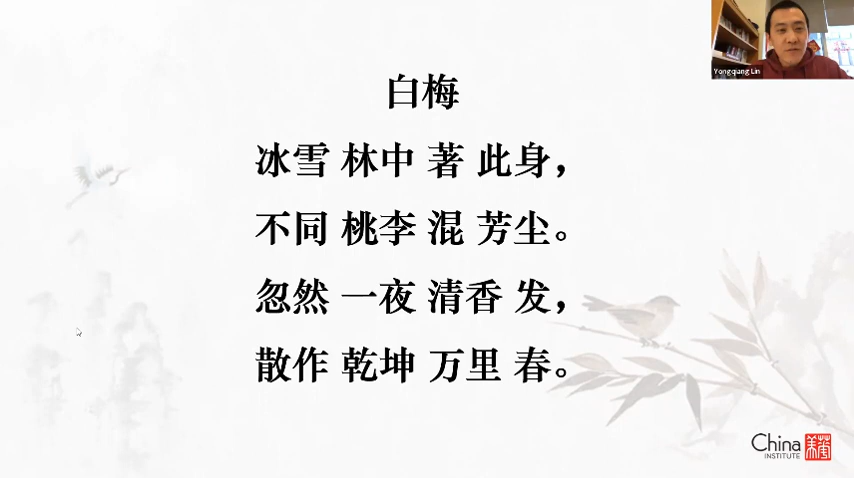 白梅
冰雪 林中 著 此身，
不同 桃李 混 芳尘。
忽然 一夜 清香 发，
散作 乾坤 万里 春。
Yongqiang Lin
China
INSTITUTE